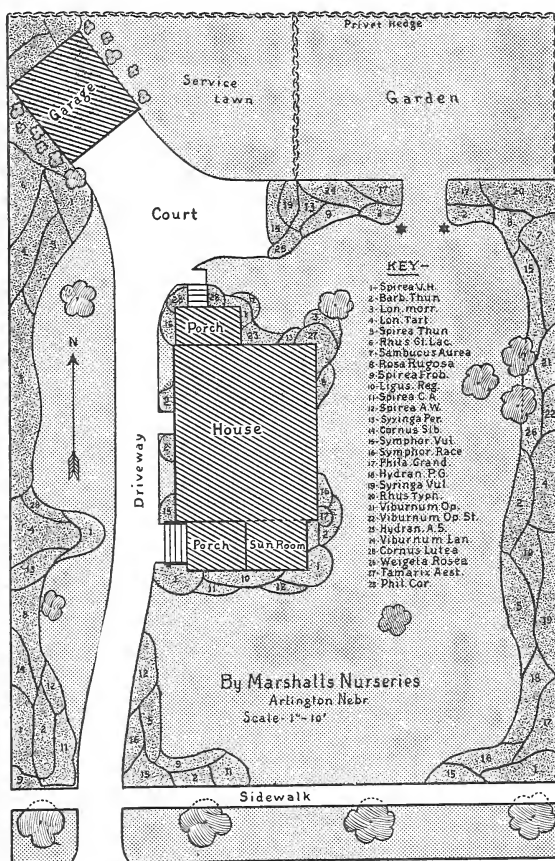 Privet Hedge
Service
Lawn
Garden
Garage
Court
KEY-
1-Spirea V.H.
2-Barb. Thun
3-Lon. morr.
4-Lon. Tart
5-Spirea Thun
6-Rhus Gl. Lac.
7-Sambucus Aurea
8-Rosa Rugosa
9-Spirea Frob.
10-Ligus. Reg.
11-Spirea C.A.
12-Spirea A.W.
13-Syringa Per.
14-Cornus Sib
15-Symphor. Vul.
16-Symphor. Race
17-Phila. Grand.
18-Hydran. P.G.
19-Syringa Vul.
20-Rhus Typh.
21-Viburnum Op.
22-Viburnum Op. St.
23-Hydran. A.S.
24-Viburnum Lan.
25-Cornus Lutea
26-Weigela Rosea
27-Tamarix Aest.
28-Phil. Cor.
N
Porch
House
Driveway
Porch
Sun Room
By Marshalls Nurseries
Arlington Nebr.
Scale-1"-10'
Sidewalk